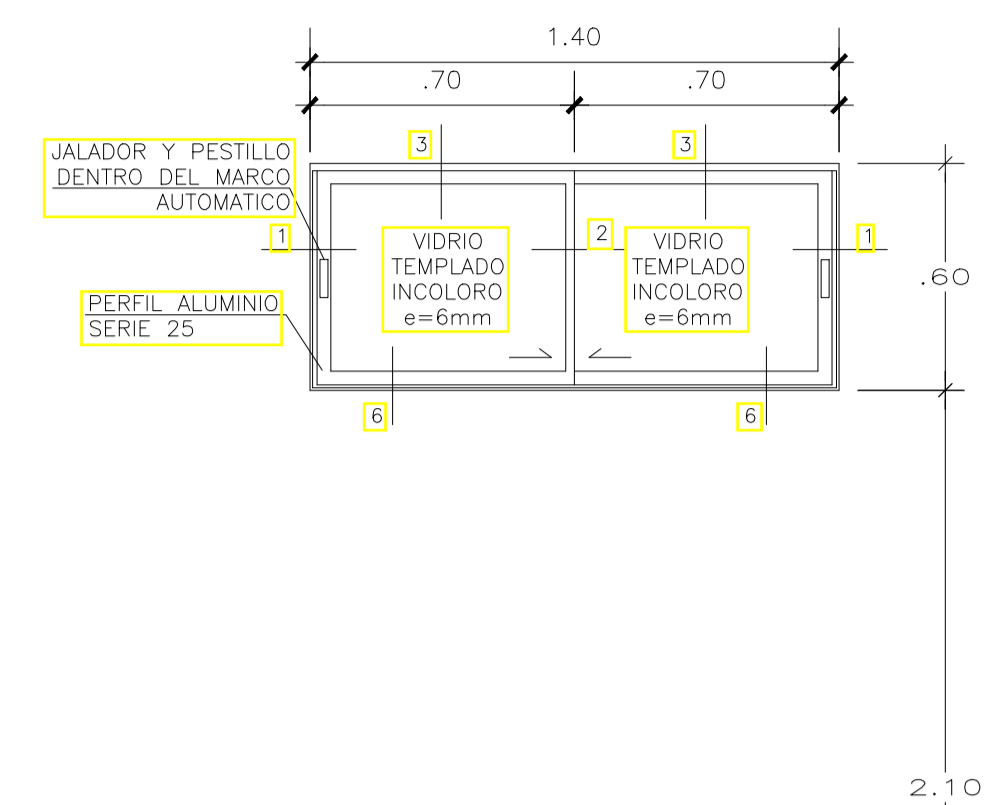 1.40
.70
.70
3
3
JALADOR Y PESTILLO
DENTRO DEL MARCO
AUTOMATICO
1
VIDRIO
TEMPLADO
INCOLORO
e=6mm
2
VIDRIO
TEMPLADO
INCOLORO
e=6mm
1
.60
PERFIL ALUMINIO
SERIE 25
6
6
2.10